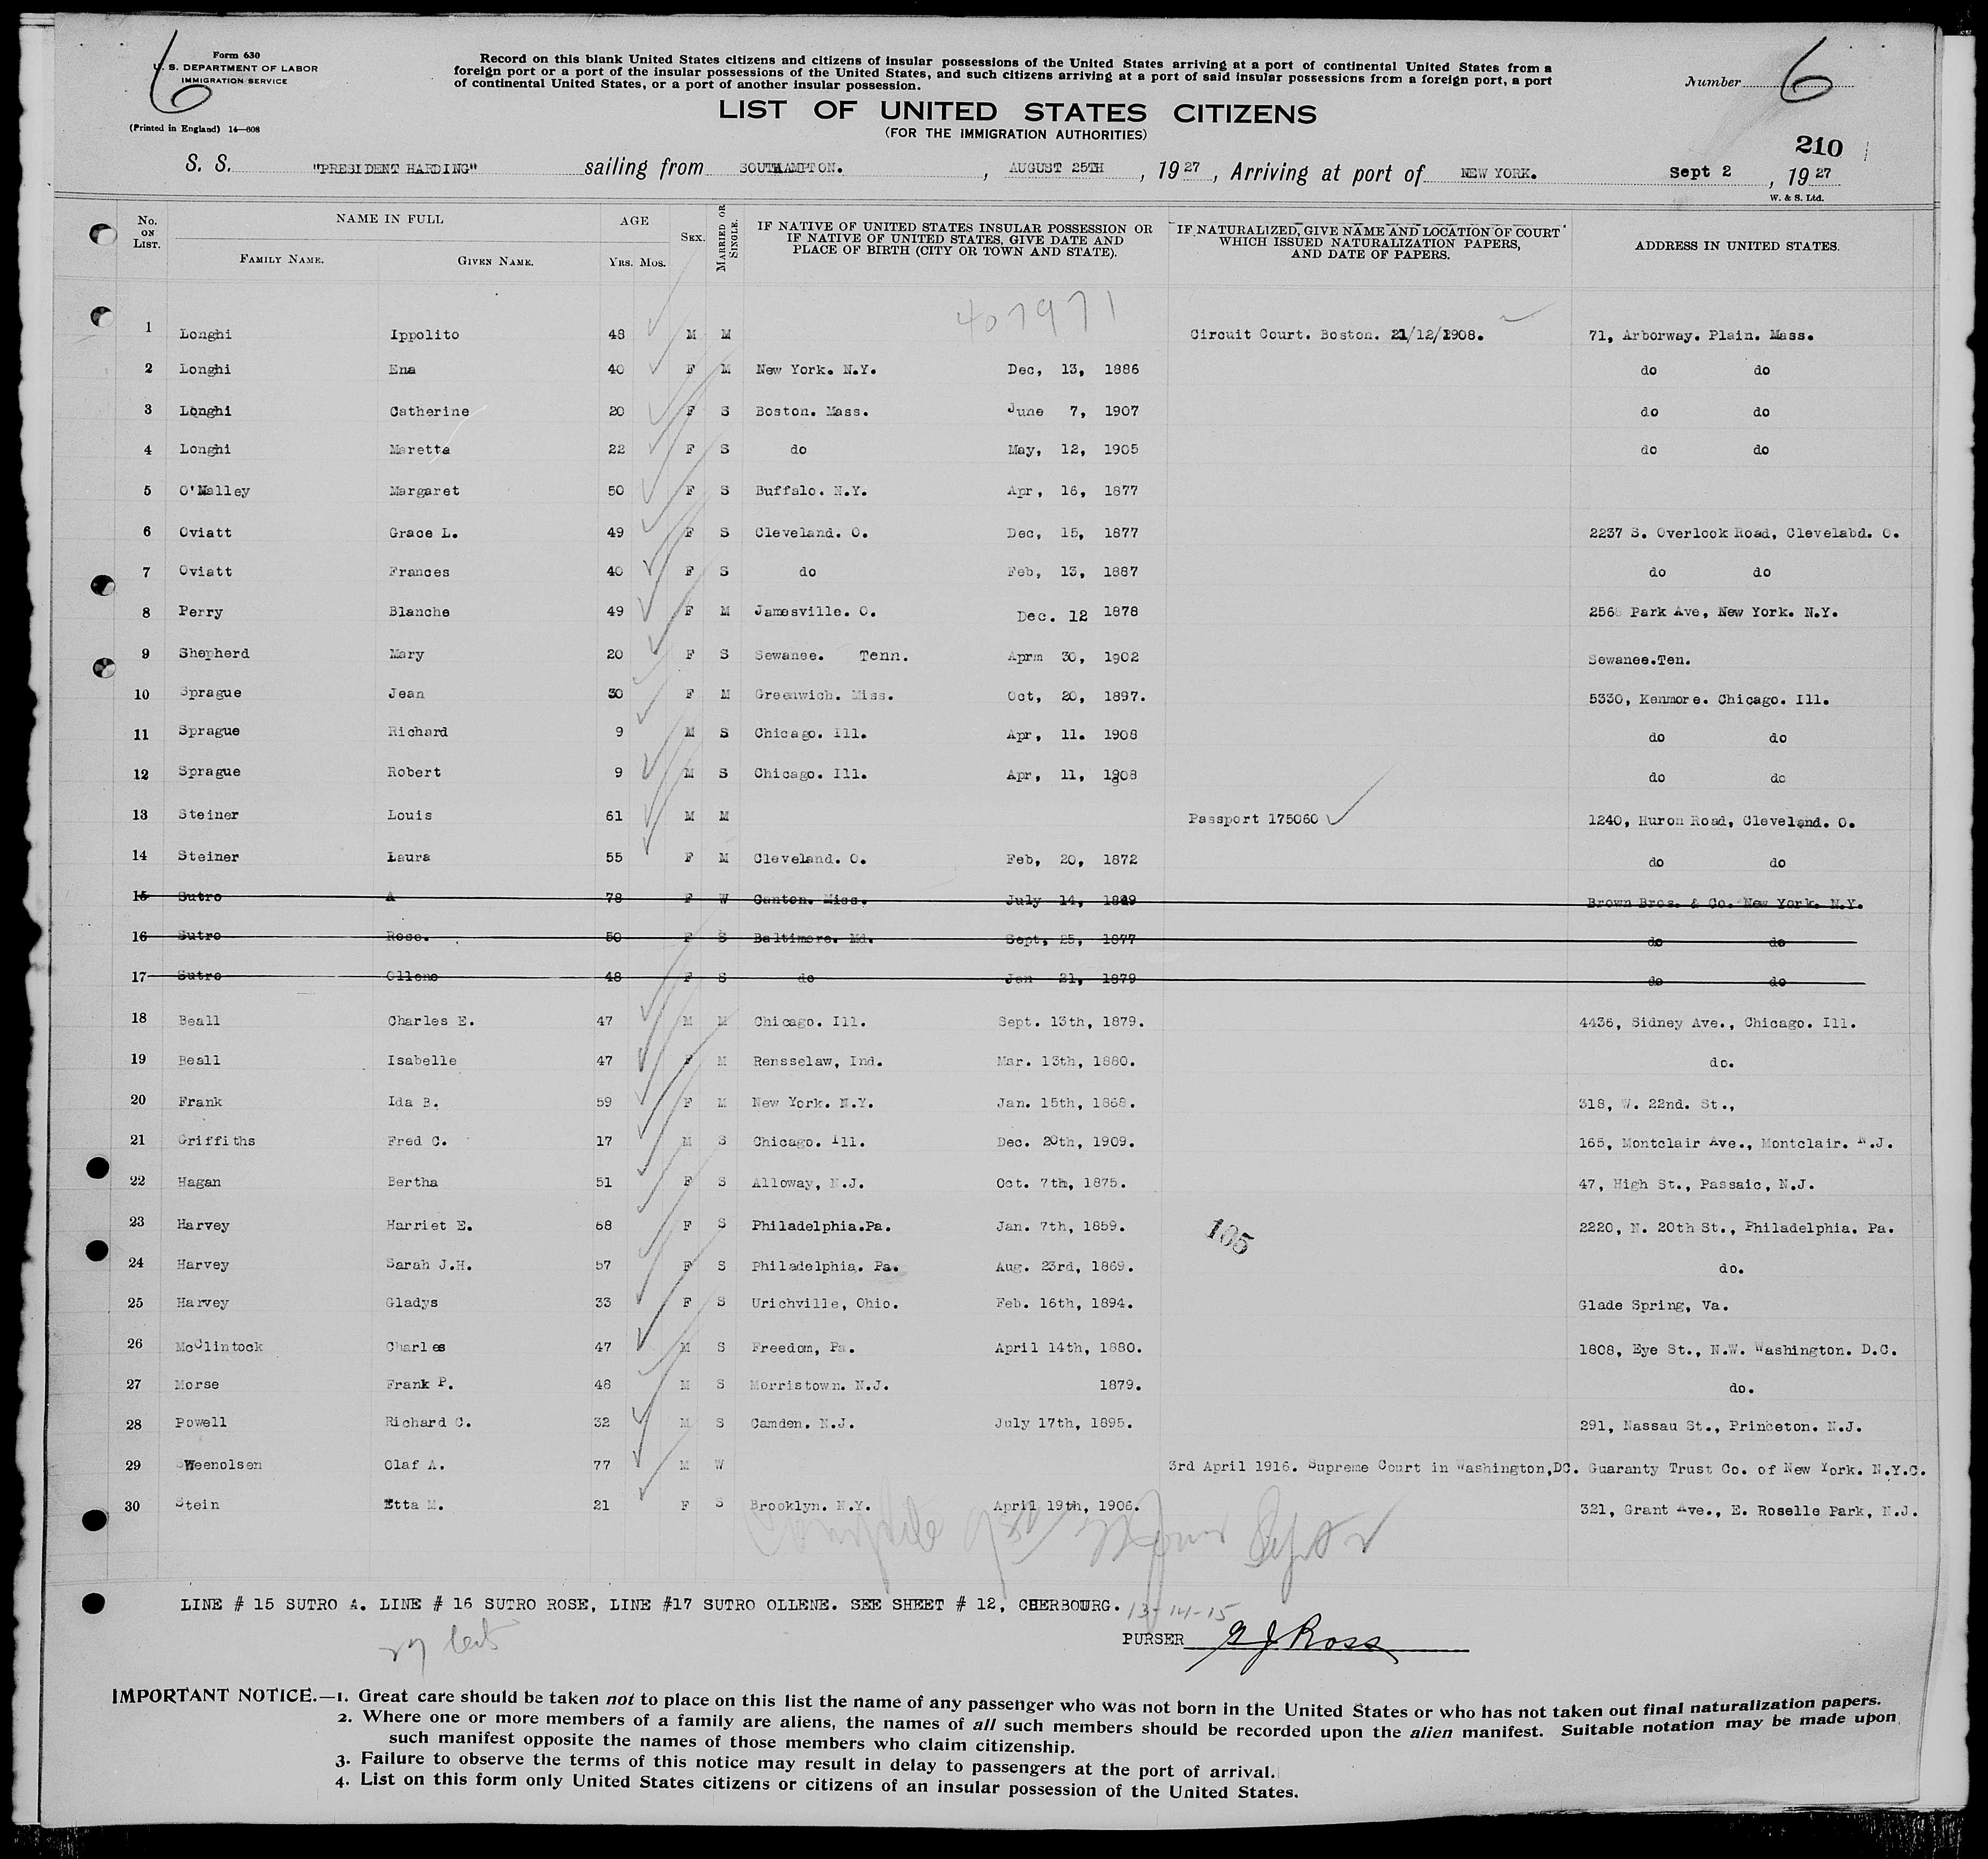 6
Form 630
U. S. DEPARTMENT OF LABOR
IMMIGRATION SERVICE
(Printed in England) 14—608
Record on this blank United States citizens and citizens of insular possessions of the United States arriving at a port of continental United States from a
foreign port or a port of the insular possessions of the United States, and such citizens arriving at a port of said insular possessions from a foreign port, a port
of continental United States, or a port of another insular possession.
Number 6
LIST OF UNITED STATES CITIZENS
(FOR THE IMMIGRATION AUTHORITIES)
210
S. S. "PRESIDENT HARDING" sailing from SOUTHAMPTON. , AUGUST 25TH , 1927 , Arriving at port of NEW YORK. Sept 2 , 1927
W. & S. Ltd.
No. ON LIST. NAME IN FULL FAMILY NAME. GIVEN NAME. AGE YRS. MOS. SEX. MARRIED OR SINGLE. IF NATIVE OF UNITED STATES INSULAR POSSESSION OR IF NATIVE OF UNITED STATES, GIVE DATE AND PLACE OF BIRTH (CITY OR TOWN AND STATE). IF NATURALIZED, GIVE NAME AND LOCATION OF COURT WHICH ISSUED NATURALIZATION PAPERS, AND DATE OF PAPERS. ADDRESS IN UNITED STATES.
407971
1 Longhi Ippolito 48 M M Circuit Court. Boston. 21/12/1908. 71, Arborway. Plain. Mass.
2 Longhi Ena 40 F M New York. N.Y. Dec, 13, 1886 do do
3 Longhi Catherine 20 F S Boston. Mass. June 7, 1907 do do
4 Longhi Maretta 22 F S do May, 12, 1905 do do
5 O'Malley Margaret 50 F S Buffalo. N.Y. Apr, 16, 1877
6 Oviatt Grace L. 49 F S Cleveland. O. Dec, 15, 1877 2237 S. Overlook Road, Clevelabd. O.
7 Oviatt Frances 40 F S do Feb, 13, 1887 do do
8 Perry Blanche 49 F M Jamesville. O. Dec. 12 1878 256 Park Ave, New York. N.Y.
9 Shepherd Mary 20 F S Sewanee. Tenn. Aprm 30, 1902 Sewanee.Ten.
10 Sprague Jean 30 F M Greenwich. Miss. Oct, 20, 1897. 5330, Kenmore. Chicago. Ill.
11 Sprague Richard 9 M S Chicago. Ill. Apr, 11. 1908 do do
12 Sprague Robert 9 M S Chicago. Ill. Apr, 11, 1908 do do
13 Steiner Louis 61 M M Passport 175060 1240, Huron Road, Cleveland. O.
14 Steiner Laura 55 F M Cleveland. O. Feb, 20, 1872 do do
15 Sutro A 78 F W Canton. Miss. July 14, 1849 Brown Bros. & Co. New York. N.Y.
16 Sutro Rose. 50 F S Baltimore. Md. Sept, 25, 1877 do do
17 Sutro Ollene 48 F S do Jan 21, 1879 do do
18 Beall Charles E. 47 M M Chicago. Ill. Sept. 13th, 1879. 4436, Sidney Ave., Chicago. Ill.
19 Beall Isabelle 47 F M Rensselaw, Ind. Mar. 13th, 1880. do.
20 Frank Ida B. 59 F M New York. N.Y. Jan. 15th, 1868. 318, W. 22nd. St.,
21 Griffiths Fred C. 17 M S Chicago. Ill. Dec. 20th, 1909. 165, Montclair Ave., Montclair. N.J.
22 Hagan Bertha 51 F S Alloway, N.J. Oct. 7th, 1875. 47, High St., Passaic, N.J.
23 Harvey Harriet E. 68 F S Philadelphia.Pa. Jan. 7th, 1859. 2220, N. 20th St., Philadelphia. Pa.
105
24 Harvey Sarah J.H. 57 F S Philadelphia. Pa. Aug. 23rd, 1869. do.
25 Harvey Gladys 33 F S Urichville, Ohio. Feb. 16th, 1894. Glade Spring, Va.
26 McClintock Charles 47 M S Freedom, Pa. April 14th, 1880. 1808, Eye St., N.W. Washington. D.C.
27 Morse Frank P. 48 M S Morristown. N.J. 1879. do.
28 Powell Richard C. 32 M S Camden. N.J. July 17th, 1895. 291, Nassau St., Princeton. N.J.
29 Weenolsen Olaf A. 77 M W 3rd April 1916. Supreme Court in Washington,DC. Guaranty Trust Co. of New York. N.Y.C.
30 Stein Etta M. 21 F S Brooklyn. N.Y. April 19th, 1906. 321, Grant Ave., E. Roselle Park, N.J.
LINE # 15 SUTRO A. LINE # 16 SUTRO ROSE, LINE #17 SUTRO OLLENE. SEE SHEET # 12, CHERBOURG. 13-14-15
PURSER G J Ross
IMPORTANT NOTICE.—1. Great care should be taken not to place on this list the name of any passenger who was not born in the United States or who has not taken out final naturalization papers.
2. Where one or more members of a family are aliens, the names of all such members should be recorded upon the alien manifest. Suitable notation may be made upon
such manifest opposite the names of those members who claim citizenship.
3. Failure to observe the terms of this notice may result in delay to passengers at the port of arrival.
4. List on this form only United States citizens or citizens of an insular possession of the United States.